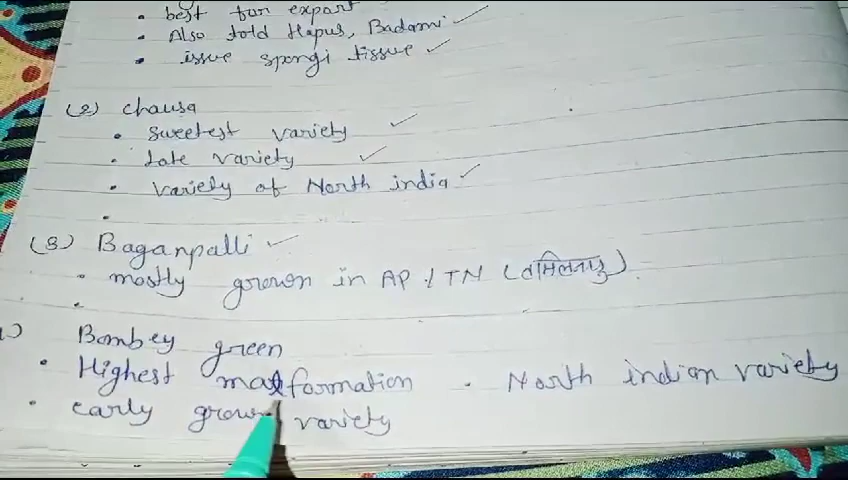 • best for export
• Also told Hapus, Badami ✓
• issue spongi tissue ✓
(2) chausa
• sweetest variety ✓
• late variety ✓
• variety of North india ✓
•
(3) Baganpalli ✓
• mostly grown in AP / TN (तमिलनाडु)
•
Bombey green
• Highest malformation • North indian variety
• early grown variety